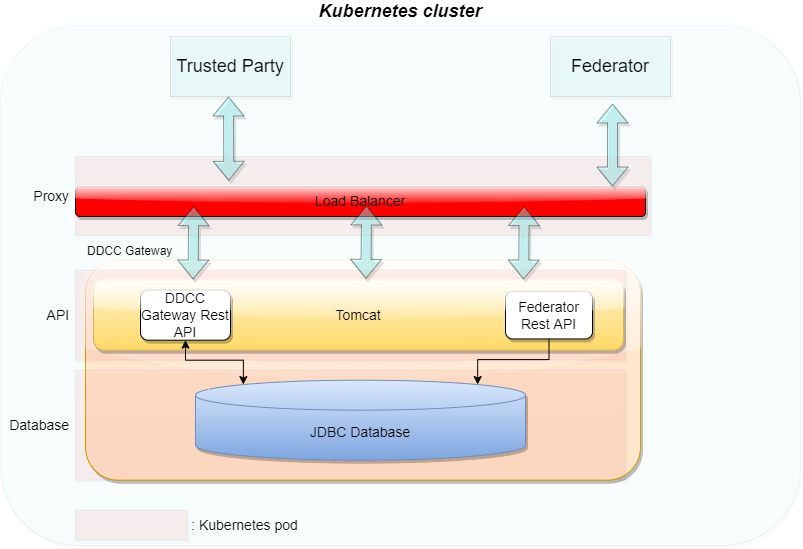 Kubernetes cluster
Trusted Party
Federator
Proxy
Load Balancer
DDCC Gateway
API
DDCC
Gateway Rest
API
Tomcat
Federator
Rest API
Database
JDBC Database
: Kubernetes pod